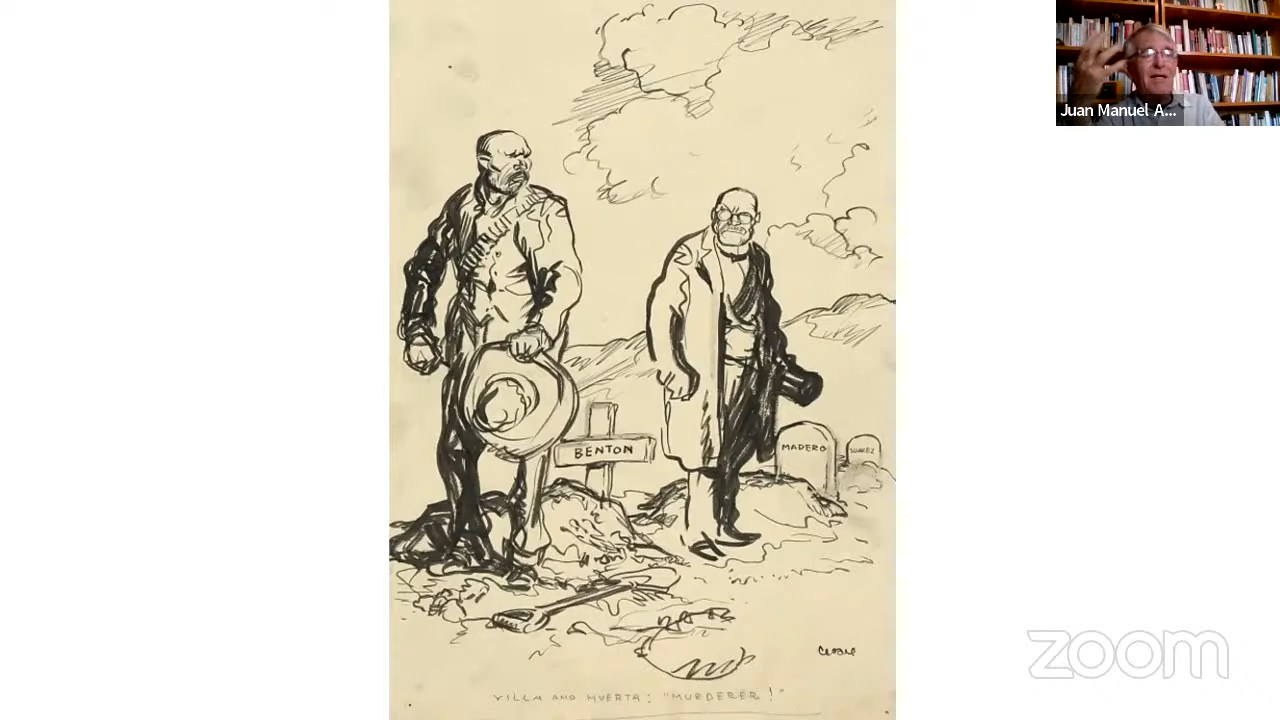 Juan Manuel A...
BENTON
MADERO
SUAREZ
Cesare
VILLA AND HUERTA: "MURDERER!"
zoom